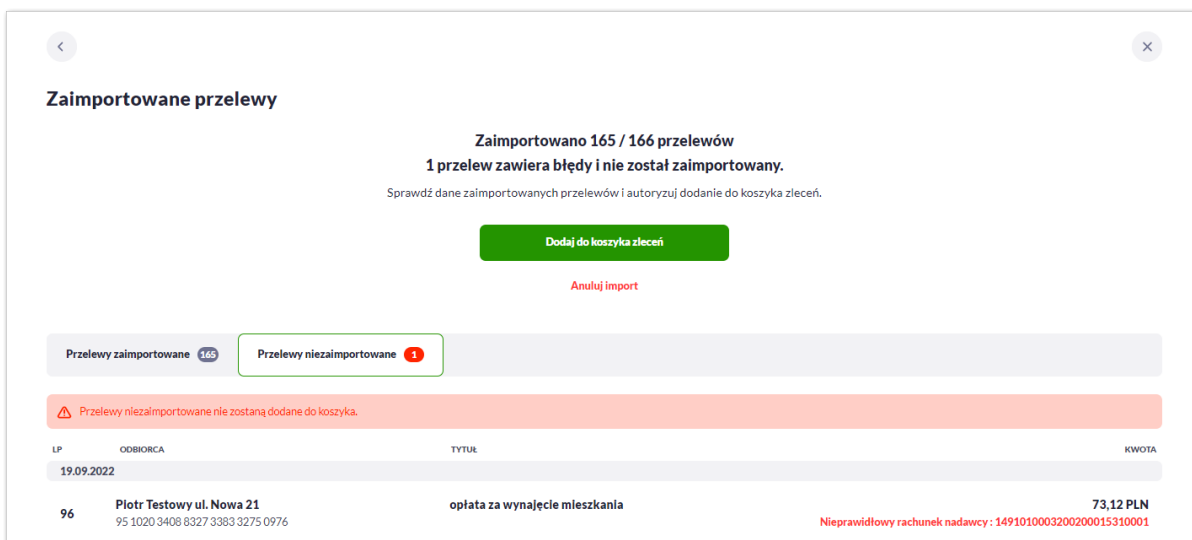 Zaimportowane przelewy
Zaimportowano 165 / 166 przelewów
1 przelew zawiera błędy i nie został zaimportowany.
Sprawdź dane zaimportowanych przelewów i autoryzuj dodanie do koszyka zleceń.
Dodaj do koszyka zleceń
Anuluj import
Przelewy zaimportowane 165 Przelewy niezaimportowane 1
Przelewy niezaimportowane nie zostaną dodane do koszyka.
LP ODBIORCA TYTUŁ KWOTA
19.09.2022
96 Piotr Testowy ul. Nowa 21 opłata za wynajęcie mieszkania 73,12 PLN
95 1020 3408 8327 3383 3275 0976 Nieprawidłowy rachunek nadawcy : 1491010003200200015310001